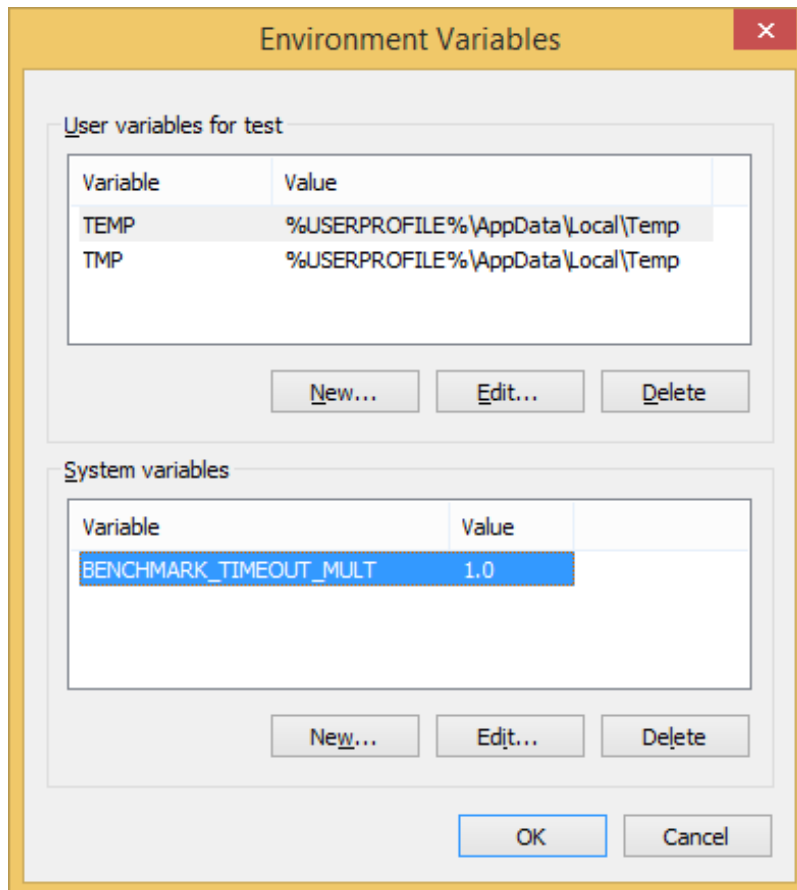 Environment Variables
User variables for test
Variable Value
TEMP %USERPROFILE%\AppData\Local\Temp
TMP %USERPROFILE%\AppData\Local\Temp
New... Edit... Delete
System variables
Variable Value
BENCHMARK_TIMEOUT_MULT 1.0
New... Edit... Delete
OK Cancel